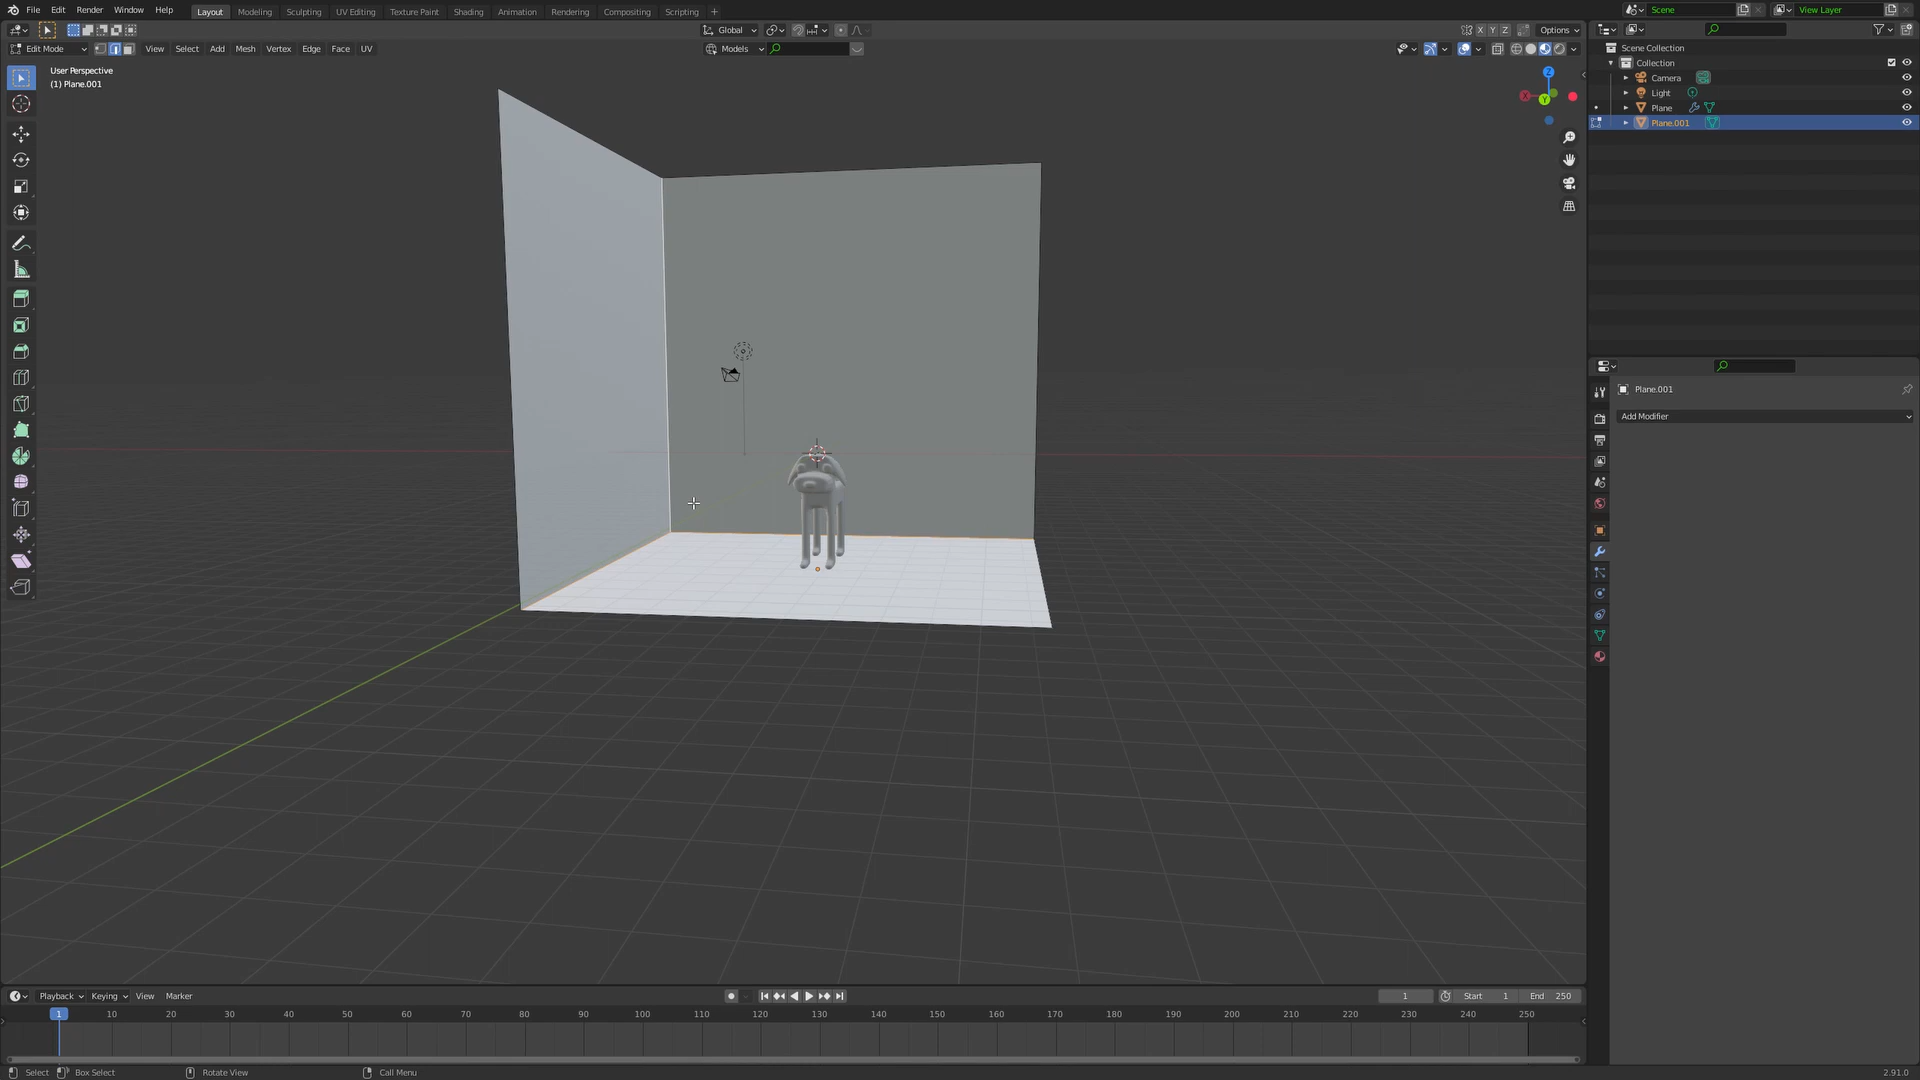 File Edit Render Window Help Layout Modeling Sculpting UV Editing Texture Paint Shading Animation Rendering Compositing Scripting + Scene View Layer
Global X Y Z Options
Edit Mode View Select Add Mesh Vertex Edge Face UV Models
User Perspective
(1) Plane.001
Z
X
Y
Scene Collection
Collection
Camera
Light
Plane
Plane.001
Plane.001
Add Modifier
Playback Keying View Marker 1 Start 1 End 250
1 10 20 30 40 50 60 70 80 90 100 110 120 130 140 150 160 170 180 190 200 210 220 230 240 250
Select Box Select Rotate View Call Menu 2.91.0